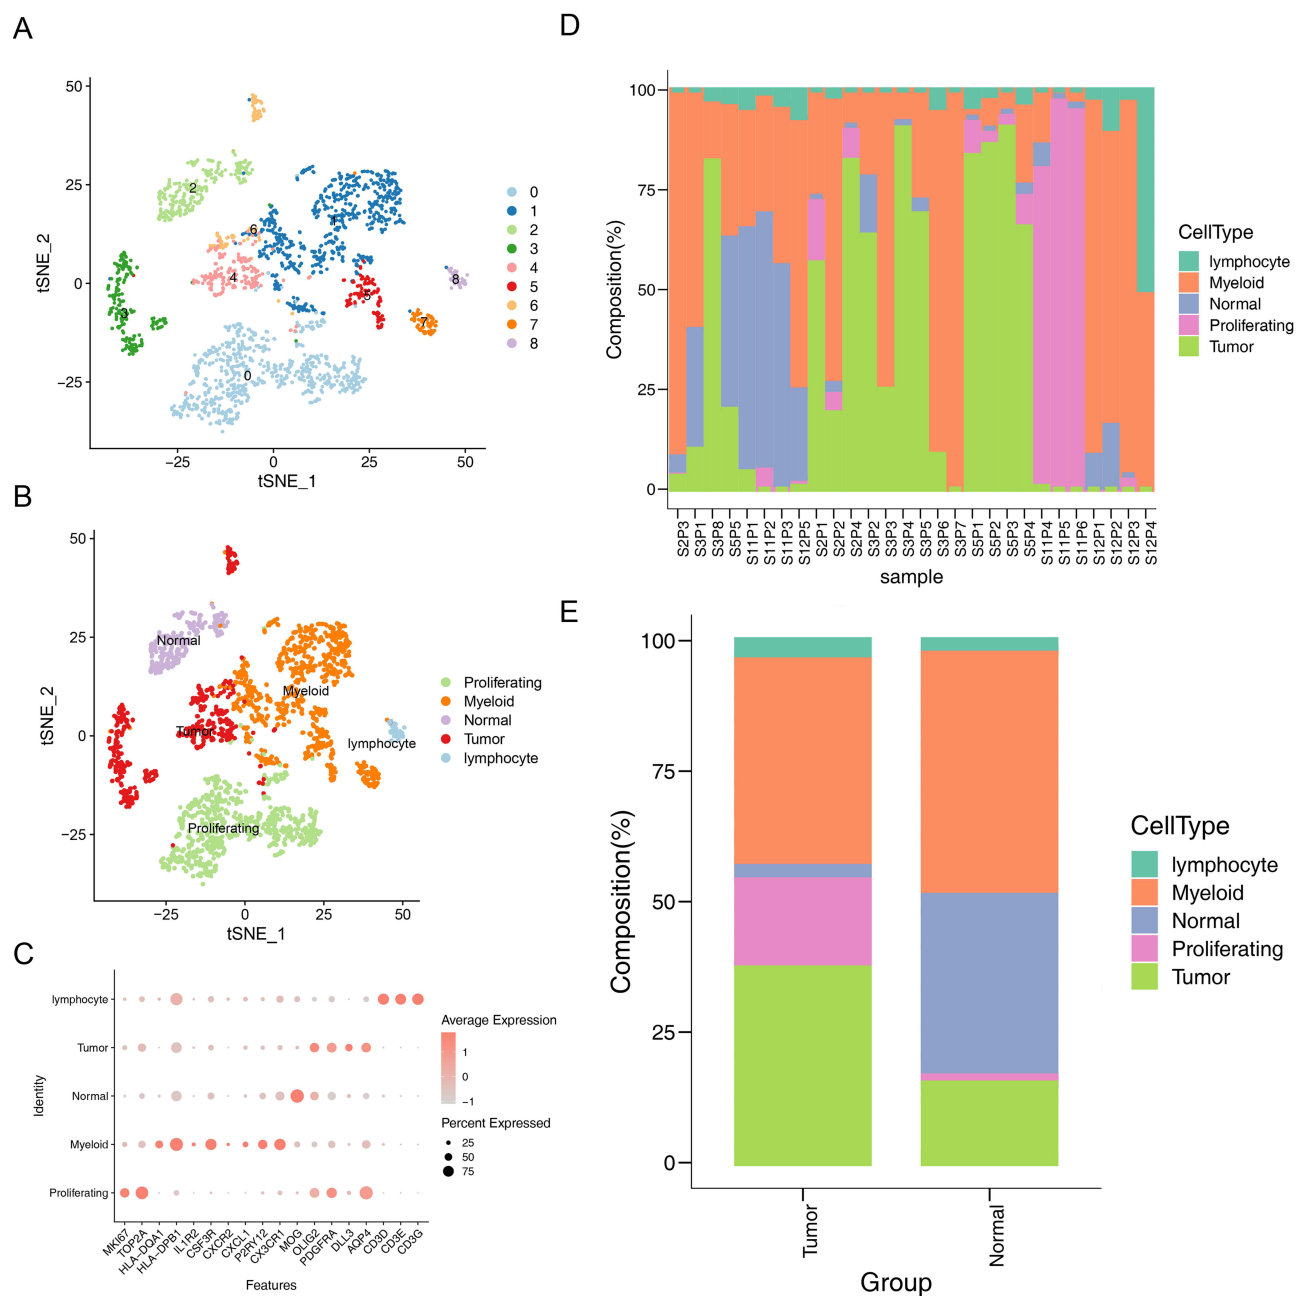 A
tSNE_2
50
25
0
−25
−25
0
25
50
tSNE_1
2
1
6
4
5
8
3
7
0
0
1
2
3
4
5
6
7
8
B
tSNE_2
50
25
0
−25
−25
0
25
50
tSNE_1
Normal
Myeloid
Tumor
lymphocyte
Proliferating
Proliferating
Myeloid
Normal
Tumor
lymphocyte
C
Identity
lymphocyte
Tumor
Normal
Myeloid
Proliferating
MKI67
TOP2A
HLA−DQA1
HLA−DPB1
IL1R2
CSF3R
CXCR2
CXCL1
P2RY12
CX3CR1
MOG
OLIG2
PDGFRA
DLL3
AQP4
CD3D
CD3E
CD3G
Features
Average Expression
1
0
−1
Percent Expressed
25
50
75
D
Composition(%)
100
75
50
25
0
S2P3
S3P1
S3P8
S5P5
S11P1
S11P2
S11P3
S12P5
S2P1
S2P2
S2P4
S3P2
S3P3
S3P4
S3P5
S3P6
S3P7
S5P1
S5P2
S5P3
S5P4
S11P4
S11P5
S11P6
S12P1
S12P2
S12P3
S12P4
sample
CellType
lymphocyte
Myeloid
Normal
Proliferating
Tumor
E
Composition(%)
100
75
50
25
0
Tumor
Normal
Group
CellType
lymphocyte
Myeloid
Normal
Proliferating
Tumor